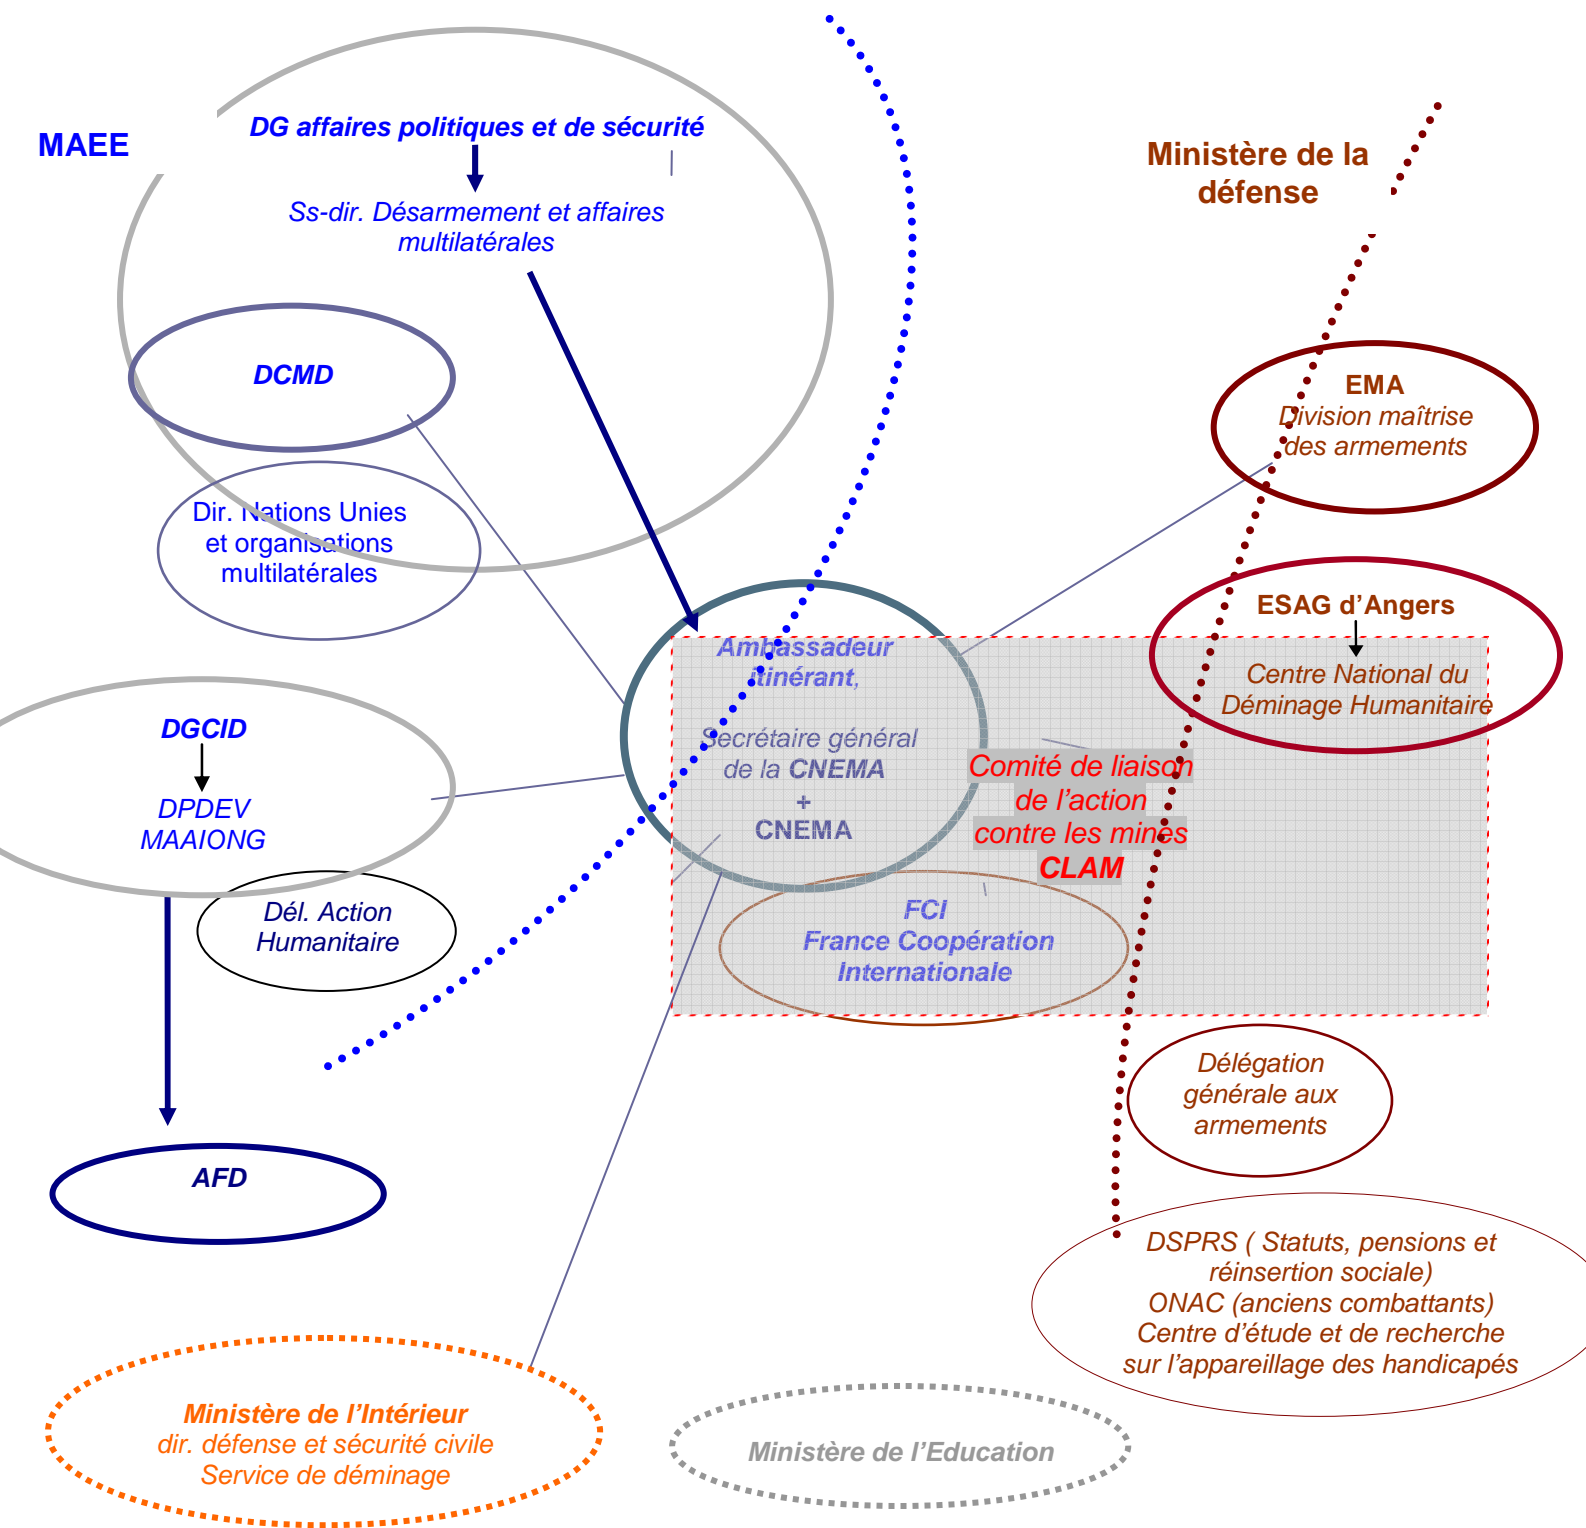 MAEE
DG affaires politiques et de sécurité
Ss-dir. Désarmement et affaires
multilatérales
Ministère de la
défense
DCMD
EMA
Division maîtrise
des armements
Dir. Nations Unies
et organisations
multilatérales
ESAG d’Angers
Centre National du
Déminage Humanitaire
Ambassadeur
itinérant,
Secrétaire général
de la CNEMA
+
CNEMA
DGCID
DPDEV
MAAIONG
Comité de liaison
de l’action
contre les mines
CLAM
Dél. Action
Humanitaire
FCI
France Coopération
Internationale
Délégation
générale aux
armements
AFD
DSPRS ( Statuts, pensions et
réinsertion sociale)
ONAC (anciens combattants)
Centre d’étude et de recherche
sur l’appareillage des handicapés
Ministère de l’Intérieur
dir. défense et sécurité civile
Service de déminage
Ministère de l’Education